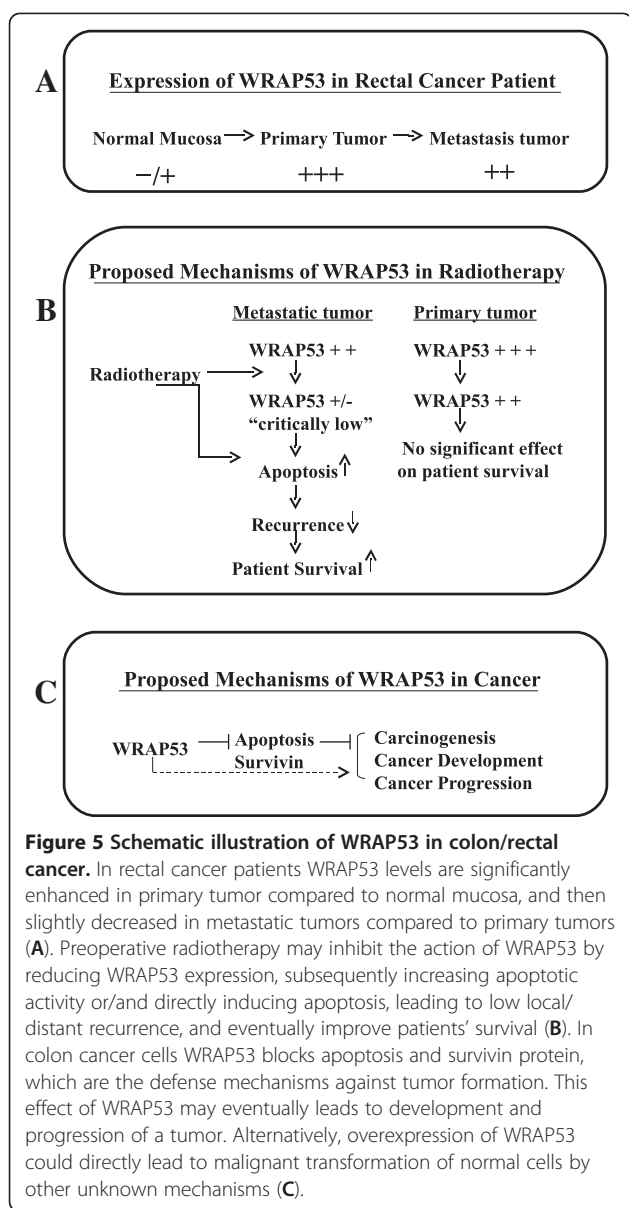 A
Expression of WRAP53 in Rectal Cancer Patient
Normal Mucosa → Primary Tumor → Metastasis tumor
−/+ +++ ++
B
Proposed Mechanisms of WRAP53 in Radiotherapy
Metastatic tumor Primary tumor
WRAP53 + + WRAP53 + + +
Radiotherapy
WRAP53 +/- WRAP53 + +
“critically low”
No significant effect
Apoptosis ↑ on patient survival
Recurrence ↓
Patient Survival ↑
C
Proposed Mechanisms of WRAP53 in Cancer
WRAP53 Apoptosis Carcinogenesis
Survivin Cancer Development
Cancer Progression
Figure 5 Schematic illustration of WRAP53 in colon/rectal
cancer. In rectal cancer patients WRAP53 levels are significantly
enhanced in primary tumor compared to normal mucosa, and then
slightly decreased in metastatic tumors compared to primary tumors
(A). Preoperative radiotherapy may inhibit the action of WRAP53 by
reducing WRAP53 expression, subsequently increasing apoptotic
activity or/and directly inducing apoptosis, leading to low local/
distant recurrence, and eventually improve patients’ survival (B). In
colon cancer cells WRAP53 blocks apoptosis and survivin protein,
which are the defense mechanisms against tumor formation. This
effect of WRAP53 may eventually leads to development and
progression of a tumor. Alternatively, overexpression of WRAP53
could directly lead to malignant transformation of normal cells by
other unknown mechanisms (C).